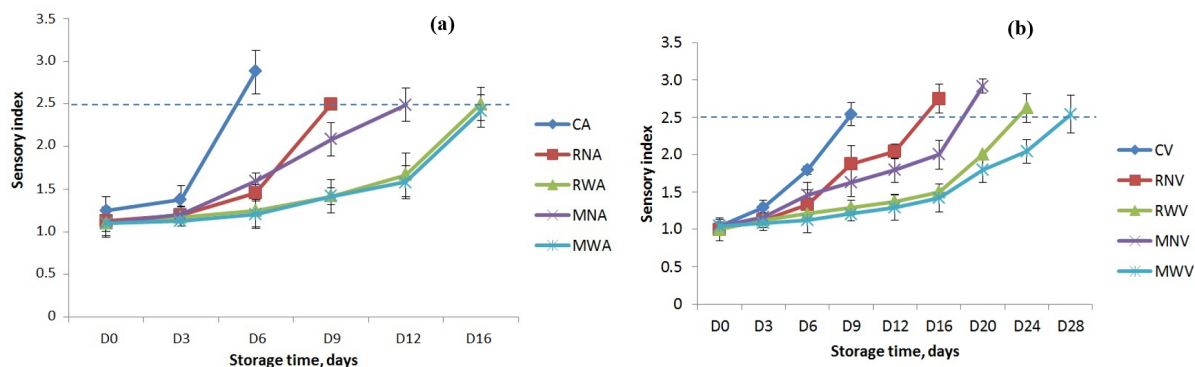 (a)
3.5
3.0
2.5
2.0
1.5
1.0
0.5
0
Sensory index
D0 D3 D6 D9 D12 D16
Storage time, days
CA
RNA
RWA
MNA
MWA
(b)
3.5
3.0
2.5
2.0
1.5
1.0
0.5
0
Sensory index
D0 D3 D6 D9 D12 D16 D20 D24 D28
Storage time, days
CV
RNV
RWV
MNV
MWV